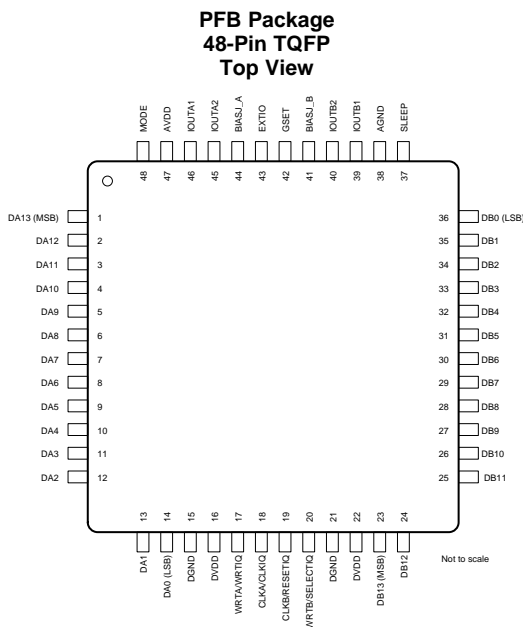 PFB Package
48-Pin TQFP
Top View
MODE
AVDD
IOUTA1
IOUTA2
BIASJ_A
EXTIO
GSET
BIASJ_B
IOUTB2
IOUTB1
AGND
SLEEP
48
47
46
45
44
43
42
41
40
39
38
37
DA13 (MSB) 1
DA12 2
DA11 3
DA10 4
DA9 5
DA8 6
DA7 7
DA6 8
DA5 9
DA4 10
DA3 11
DA2 12
36 DB0 (LSB)
35 DB1
34 DB2
33 DB3
32 DB4
31 DB5
30 DB6
29 DB7
28 DB8
27 DB9
26 DB10
25 DB11
13
14
15
16
17
18
19
20
21
22
23
24
DA1
DA0 (LSB)
DGND
DVDD
WRTA/WRTIQ
CLKA/CLKIQ
CLKB/RESETIQ
WRTB/SELECTIQ
DGND
DVDD
DB13 (MSB)
DB12
Not to scale